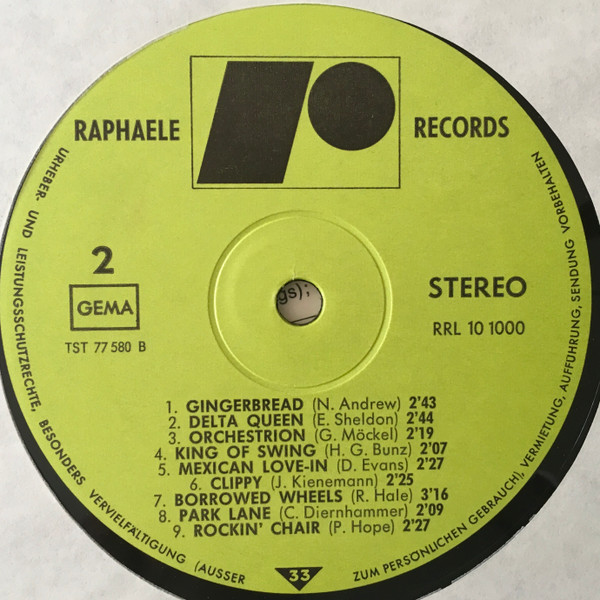 RAPHAELE RECORDS
2
GEMA
TST 77 580 B
STEREO
RRL 10 1000
gs);
1. GINGERBREAD (N. Andrew) 2'43
2. DELTA QUEEN (E. Sheldon) 2'44
3. ORCHESTRION (G. Möckel) 2'19
4. KING OF SWING (H. G. Bunz) 2'07
5. MEXICAN LOVE-IN (D. Evans) 2'27
6. CLIPPY (J. Kienemann) 2'25
7. BORROWED WHEELS (R. Hale) 3'16
8. PARK LANE (C. Diernhammer) 2'09
9. ROCKIN' CHAIR (P. Hope) 2'27
33
URHEBER- UND LEISTUNGSSCHUTZRECHTE, BESONDERS VERVIELFÄLTIGUNG (AUSSER ZUM PERSÖNLICHEN GEBRAUCH), VERMIETUNG, AUFFÜHRUNG, SENDUNG VORBEHALTEN